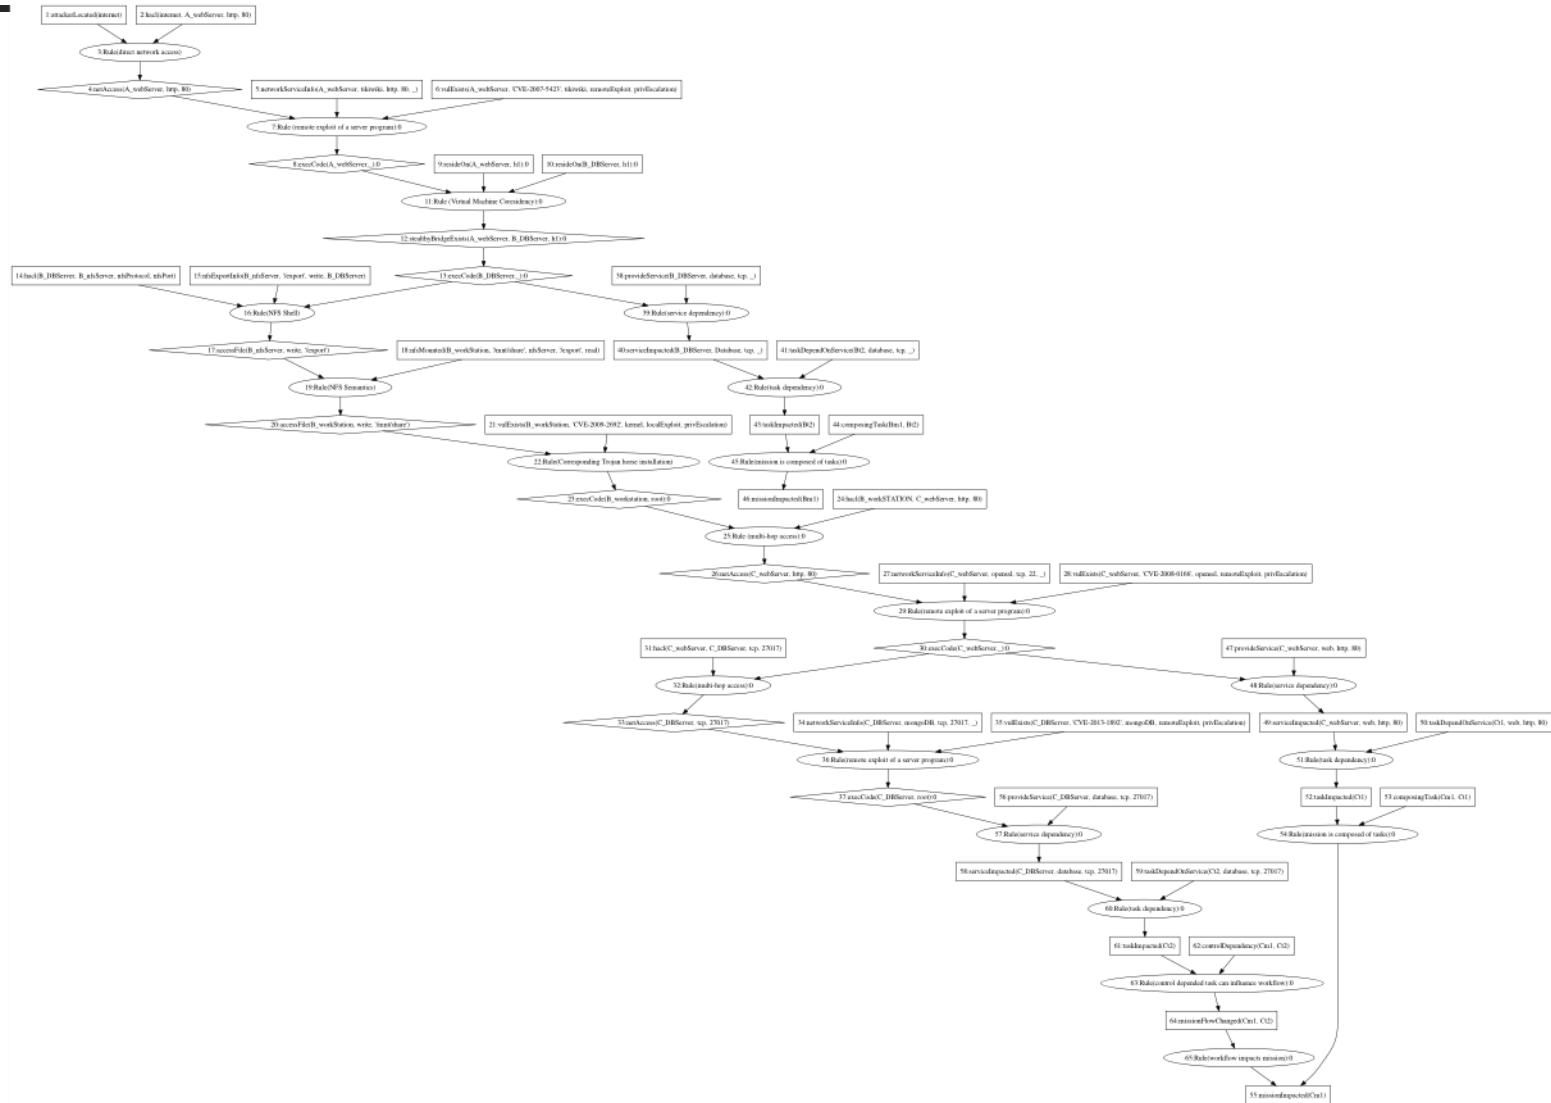 1:attackerLocated(internet)
2:hacl(internet, A_webServer, http, 80)
3:Rule(direct network access)
4:netAccess(A_webServer, http, 80)
5:networkServiceInfo(A_webServer, tikiwiki, http, 80, _)
6:vulExists(A_webServer, 'CVE-2007-5423', tikiwiki, remoteExploit, privEscalation)
7:Rule (remote exploit of a server program):0
8:execCode(A_webServer,_):0
9:resideOn(A_webServer, h1):0
10:resideOn(B_DBServer, h1):0
11:Rule (Virtual Machine Coresidency):0
12:stealthyBridgeExists(A_webServer, B_DBServer, h1):0
14:hacl(B_DBServer, B_nfsServer, nfsProtocol, nfsPort)
15:nfsExportInfo(B_nfsServer, '/export', write, B_DBServer)
13:execCode(B_DBServer,_):0
38:provideService(B_DBServer, database, tcp, _)
16:Rule(NFS Shell)
39:Rule(service dependency):0
17:accessFile(B_nfsServer, write, '/export')
18:nfsMounted(B_workStation, '/mnt/share', nfsServer, '/export', read)
40:serviceImpacted(B_DBServer, Database, tcp, _)
41:taskDependOnService(Bt2, database, tcp, _)
19:Rule(NFS Semantics)
42:Rule(task dependency):0
20:accessFile(B_workStation, write, '/mnt/share')
21:vulExists(B_workStation, 'CVE-2009-2692', kernel, localExploit, privEscalation)
43:taskImpacted(Bt2)
44:composingTask(Bm1, Bt2)
22:Rule(Corresponding Trojan horse installation)
45:Rule(mission is composed of tasks):0
23:execCode(B_workstation, root):0
46:missionImpacted(Bm1)
24:hacl(B_workSTATION, C_webServer, http, 80)
25:Rule (multi-hop access):0
26:netAccess(C_webServer, http, 80)
27:networkServiceInfo(C_webServer, openssl, tcp, 22, _)
28:vulExists(C_webServer, 'CVE-2008-0166', openssl, remoteExploit, privEscalation)
29:Rule(remote exploit of a server program):0
31:hacl(C_webServer, C_DBServer, tcp, 27017)
30:execCode(C_webServer,_):0
47:provideService(C_webServer, web, http, 80)
32:Rule(multi-hop access):0
48:Rule(service dependency):0
33:netAccess(C_DBServer, tcp, 27017)
34:networkServiceInfo(C_DBServer, mongoDB, tcp, 27017, _)
35:vulExists(C_DBServer, 'CVE-2013-1892', mongoDB, remoteExploit, privEscalation)
49:serviceImpacted(C_webServer, web, http, 80)
50:taskDependOnService(Ct1, web, http, 80)
36:Rule(remote exploit of a server program):0
51:Rule(task dependency):0
37:execCode(C_DBServer, root):0
56:provideService(C_DBServer, database, tcp, 27017)
52:taskImpacted(Ct1)
53:composingTask(Cm1, Ct1)
57:Rule(service dependency):0
54:Rule(mission is composed of tasks):0
58:serviceImpacted(C_DBServer, database, tcp, 27017)
59:taskDependOnService(Ct2, database, tcp, 27017)
60:Rule(task dependency):0
61:taskImpacted(Ct2)
62:controlDependency(Cm1, Ct2)
63:Rule(control depended task can influence workflow):0
64:missionFlowChanged(Cm1, Ct2)
65:Rule(workflow impacts mission):0
55:missionImpacted(Cm1)